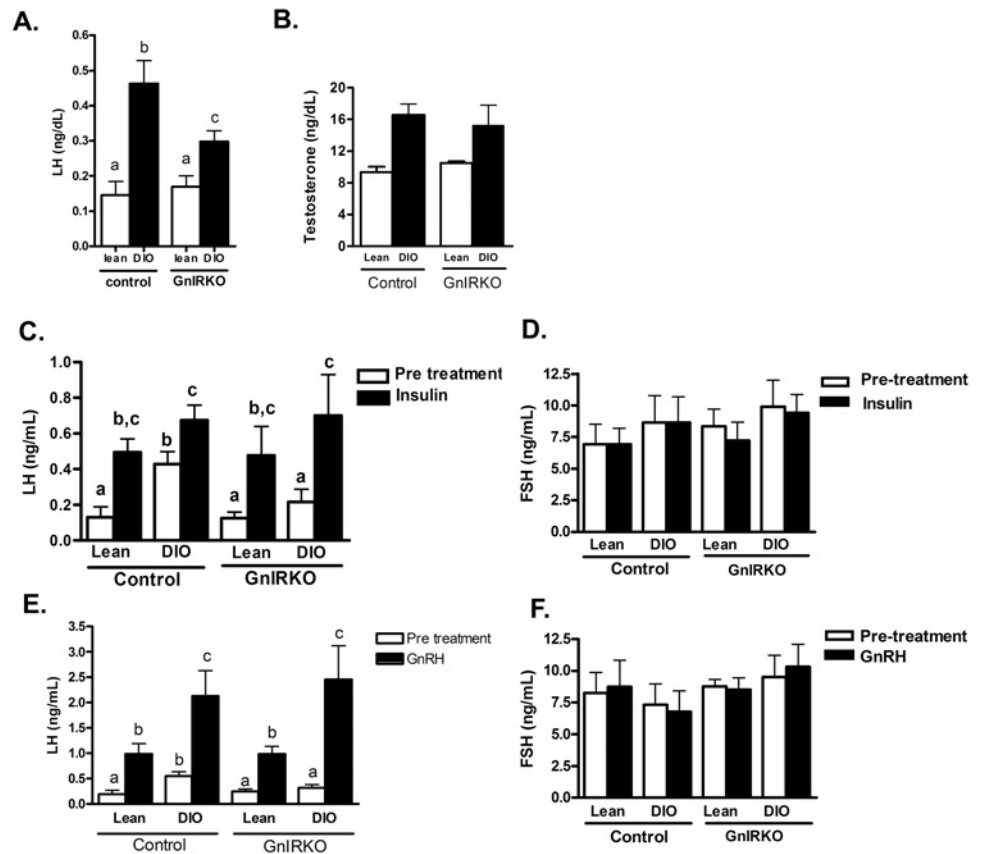 A.
LH (ng/dL)
0.6
0.5
0.4
0.3
0.2
0.1
0.0
a
b
a
c
lean DIO lean DIO
control GnIRKO
B.
Testosterone (ng/dL)
20
16
12
8
4
0
Lean DIO Lean DIO
Control GnIRKO
C.
LH (ng/mL)
1.0
0.8
0.6
0.4
0.2
0.0
a
b,c
b
c
a
b,c
a
c
Pre treatment
Insulin
Lean DIO Lean DIO
Control GnIRKO
D.
FSH (ng/mL)
12.5
10.0
7.5
5.0
2.5
0.0
Pre-treatment
Insulin
Lean DIO Lean DIO
Control GnIRKO
E.
LH (ng/mL)
3.5
3.0
2.5
2.0
1.5
1.0
0.5
0.0
a
b
b
c
a
b
a
c
Pre treatment
GnRH
Lean DIO Lean DIO
Control GnIRKO
F.
FSH (ng/mL)
12.5
10.0
7.5
5.0
2.5
0.0
Pre-treatment
GnRH
Lean DIO Lean DIO
Control GnIRKO